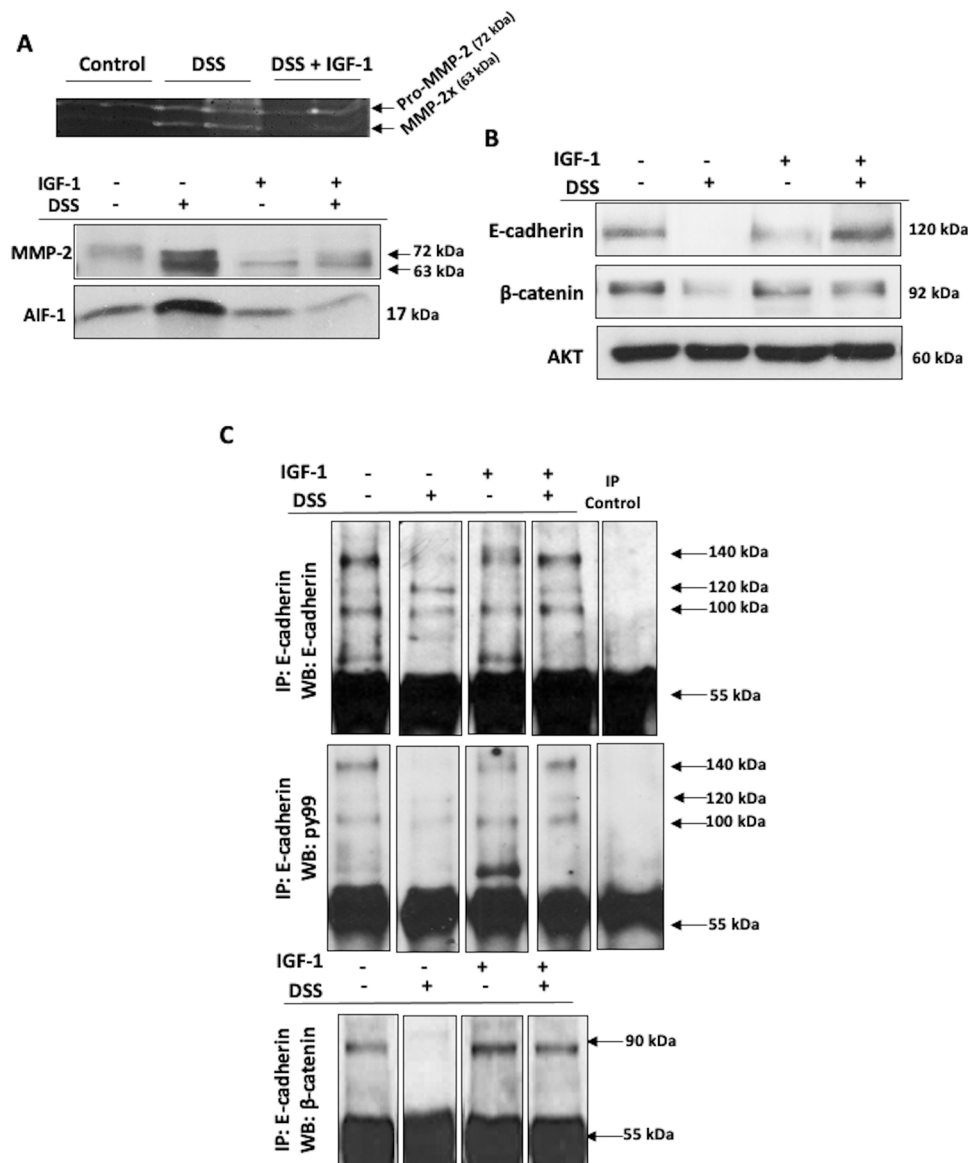 A
Control DSS DSS + IGF-1
Pro-MMP-2 (72 kDa)
MMP-2x (63 kDa)
IGF-1 - - + +
DSS - + - +
MMP-2
72 kDa
63 kDa
AIF-1
17 kDa
B
IGF-1 - - + +
DSS - + - +
E-cadherin
120 kDa
β-catenin
92 kDa
AKT
60 kDa
C
IGF-1 - - + +
DSS - + - +
IP
Control
IP: E-cadherin
WB: E-cadherin
140 kDa
120 kDa
100 kDa
55 kDa
IP: E-cadherin
WB: py99
140 kDa
120 kDa
100 kDa
55 kDa
IGF-1 - - + +
DSS - + - +
IP: E-cadherin
WB: β-catenin
90 kDa
55 kDa